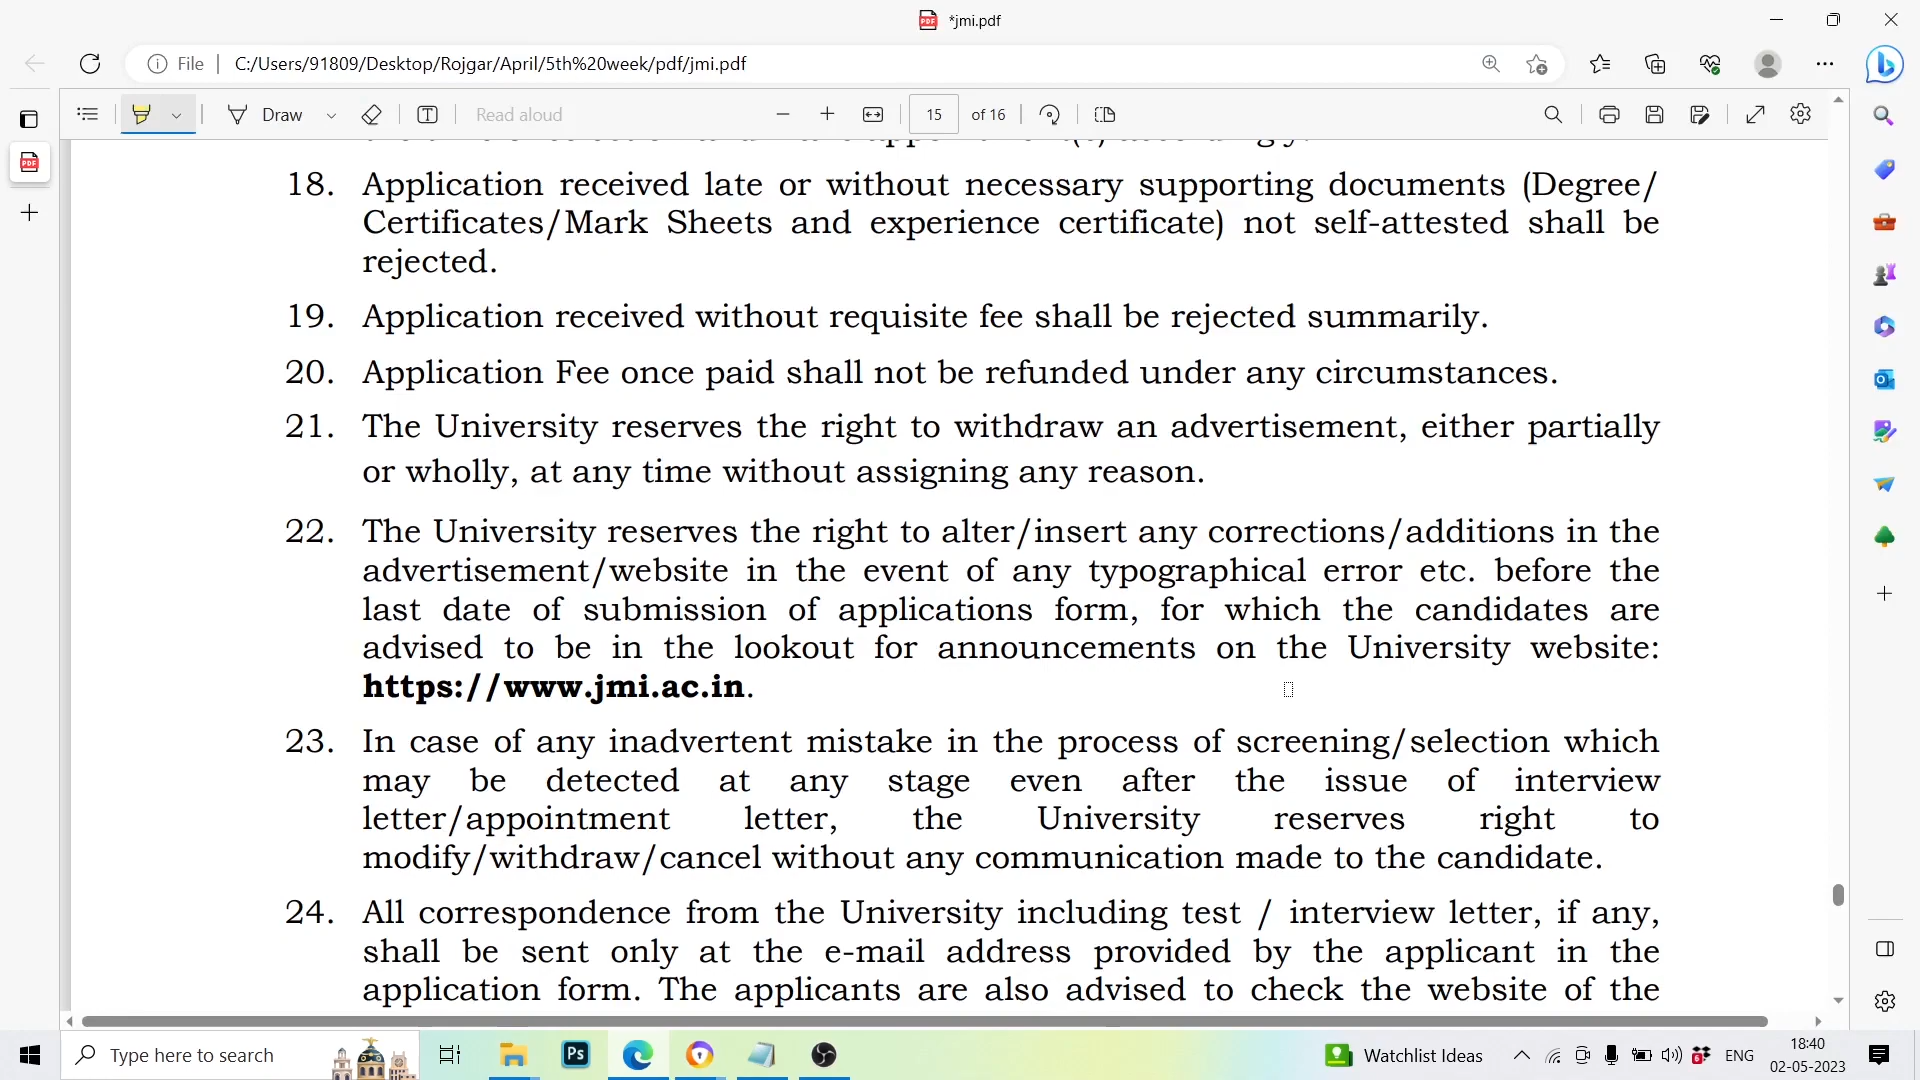 *jmi.pdf
File
C:/Users/91809/Desktop/Rojgar/April/5th%20week/pdf/jmi.pdf
Draw
Read aloud
15 of 16
18. Application received late or without necessary supporting documents (Degree/
Certificates/Mark Sheets and experience certificate) not self-attested shall be
rejected.
19. Application received without requisite fee shall be rejected summarily.
20. Application Fee once paid shall not be refunded under any circumstances.
21. The University reserves the right to withdraw an advertisement, either partially
or wholly, at any time without assigning any reason.
22. The University reserves the right to alter/insert any corrections/additions in the
advertisement/website in the event of any typographical error etc. before the
last date of submission of applications form, for which the candidates are
advised to be in the lookout for announcements on the University website:
https://www.jmi.ac.in.
23. In case of any inadvertent mistake in the process of screening/selection which
may be detected at any stage even after the issue of interview
letter/appointment letter, the University reserves right to
modify/withdraw/cancel without any communication made to the candidate.
24. All correspondence from the University including test / interview letter, if any,
shall be sent only at the e-mail address provided by the applicant in the
application form. The applicants are also advised to check the website of the
Type here to search
Ps
Watchlist Ideas
ENG
18:40
02-05-2023